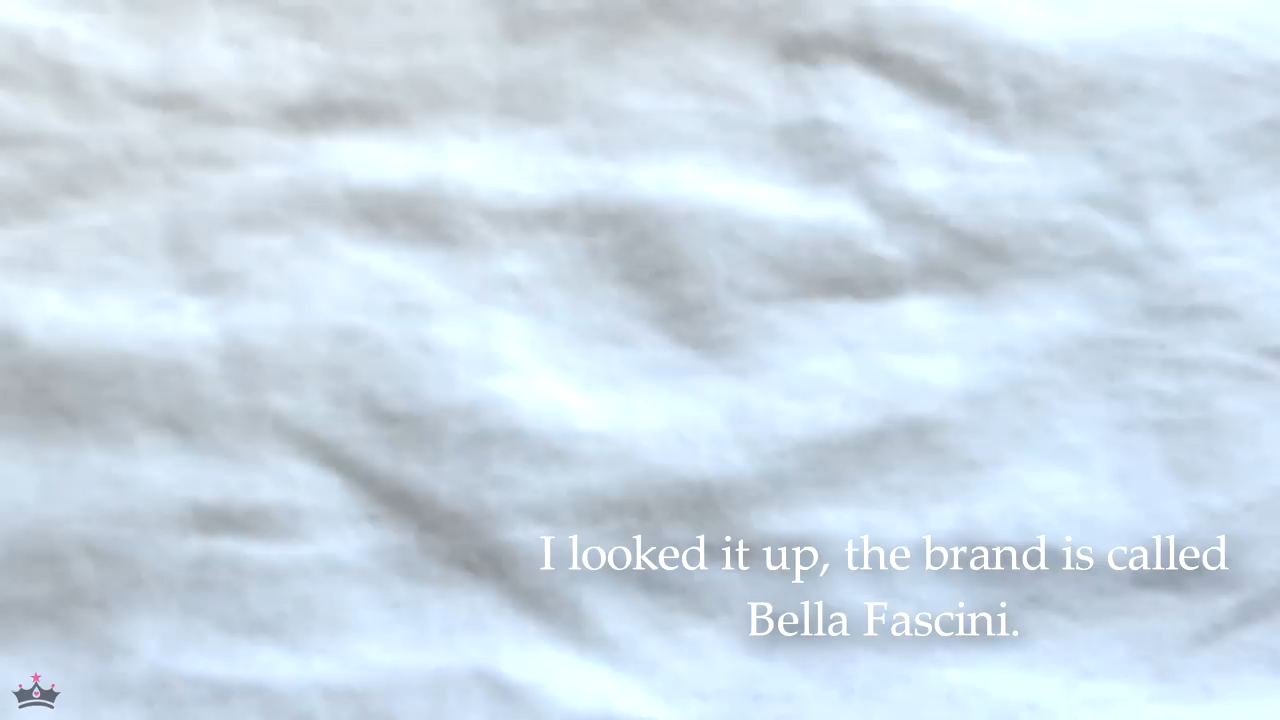 I looked it up, the brand is called
Bella Fascini.